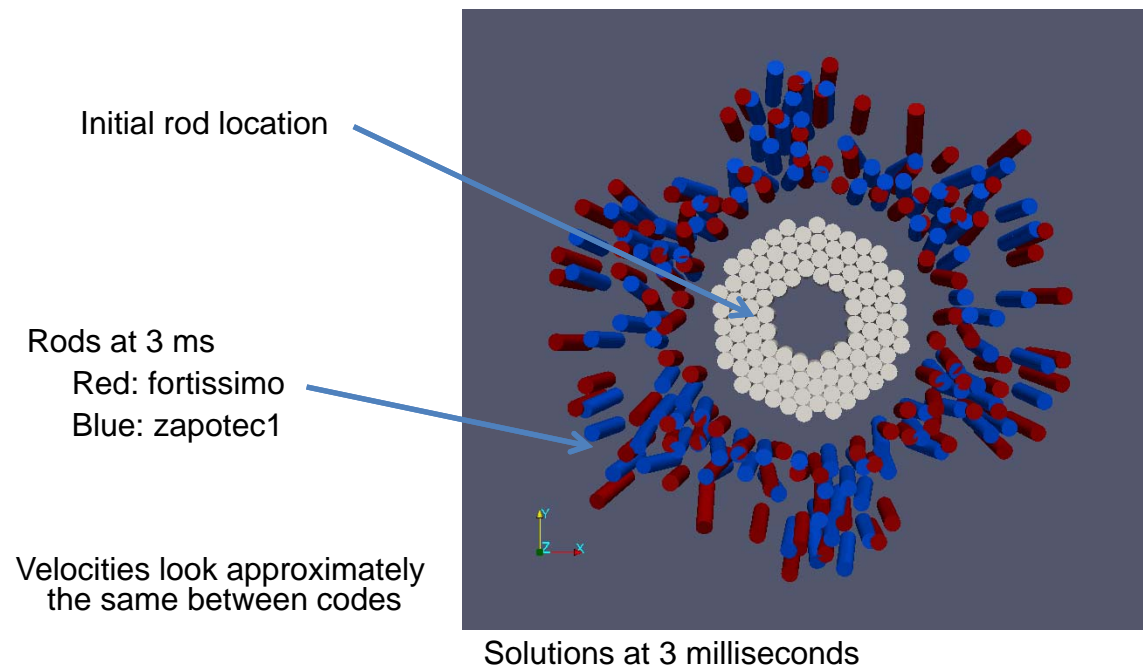 Initial rod location
Rods at 3 ms
Red: fortissimo
Blue: zapotec1
Velocities look approximately
the same between codes
Y
Z X
Solutions at 3 milliseconds